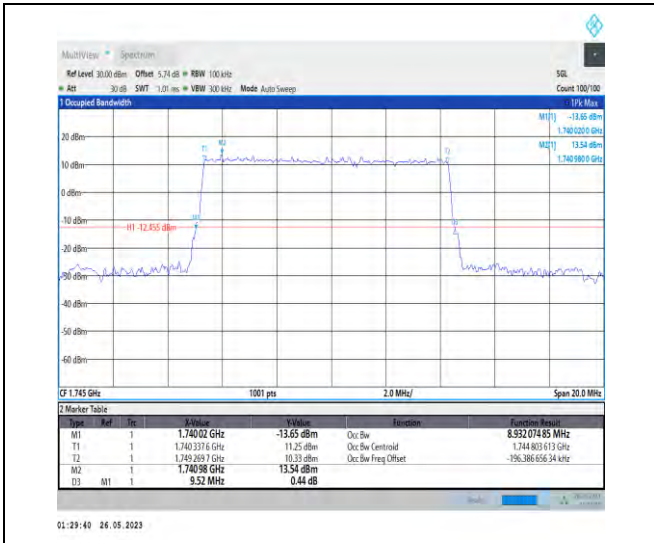 MultiView Spectrum
Ref Level 30.00 dBm Offset 5.74 dB RBW 100 kHz SGL
Att 30 dB SWT 1.01 ms VBW 300 kHz Mode Auto Sweep Count 100/100
1 Occupied Bandwidth 1Pk Max
M1[1] -13.65 dBm
1.740 020 0 GHz
M2[1] 13.54 dBm
1.740 980 0 GHz
20 dBm
T1 M2 T2
10 dBm
0 dBm
-10 dBm
M1
H1 -12.455 dBm
-20 dBm
-30 dBm
-40 dBm
-50 dBm
-60 dBm
CF 1.745 GHz 1001 pts 2.0 MHz/ Span 20.0 MHz
2 Marker Table
Type Ref Trc X-Value Y-Value Function Function Result
M1 1 1.74002 GHz -13.65 dBm Occ Bw 8.932 074 85 MHz
T1 1 1.740 337 6 GHz 11.25 dBm Occ Bw Centroid 1.744 803 613 GHz
T2 1 1.749 269 7 GHz 10.33 dBm Occ Bw Freq Offset -196.386 656 34 kHz
M2 1 1.74098 GHz 13.54 dBm
D3 M1 1 9.52 MHz 0.44 dB
01:29:40 26.05.2023